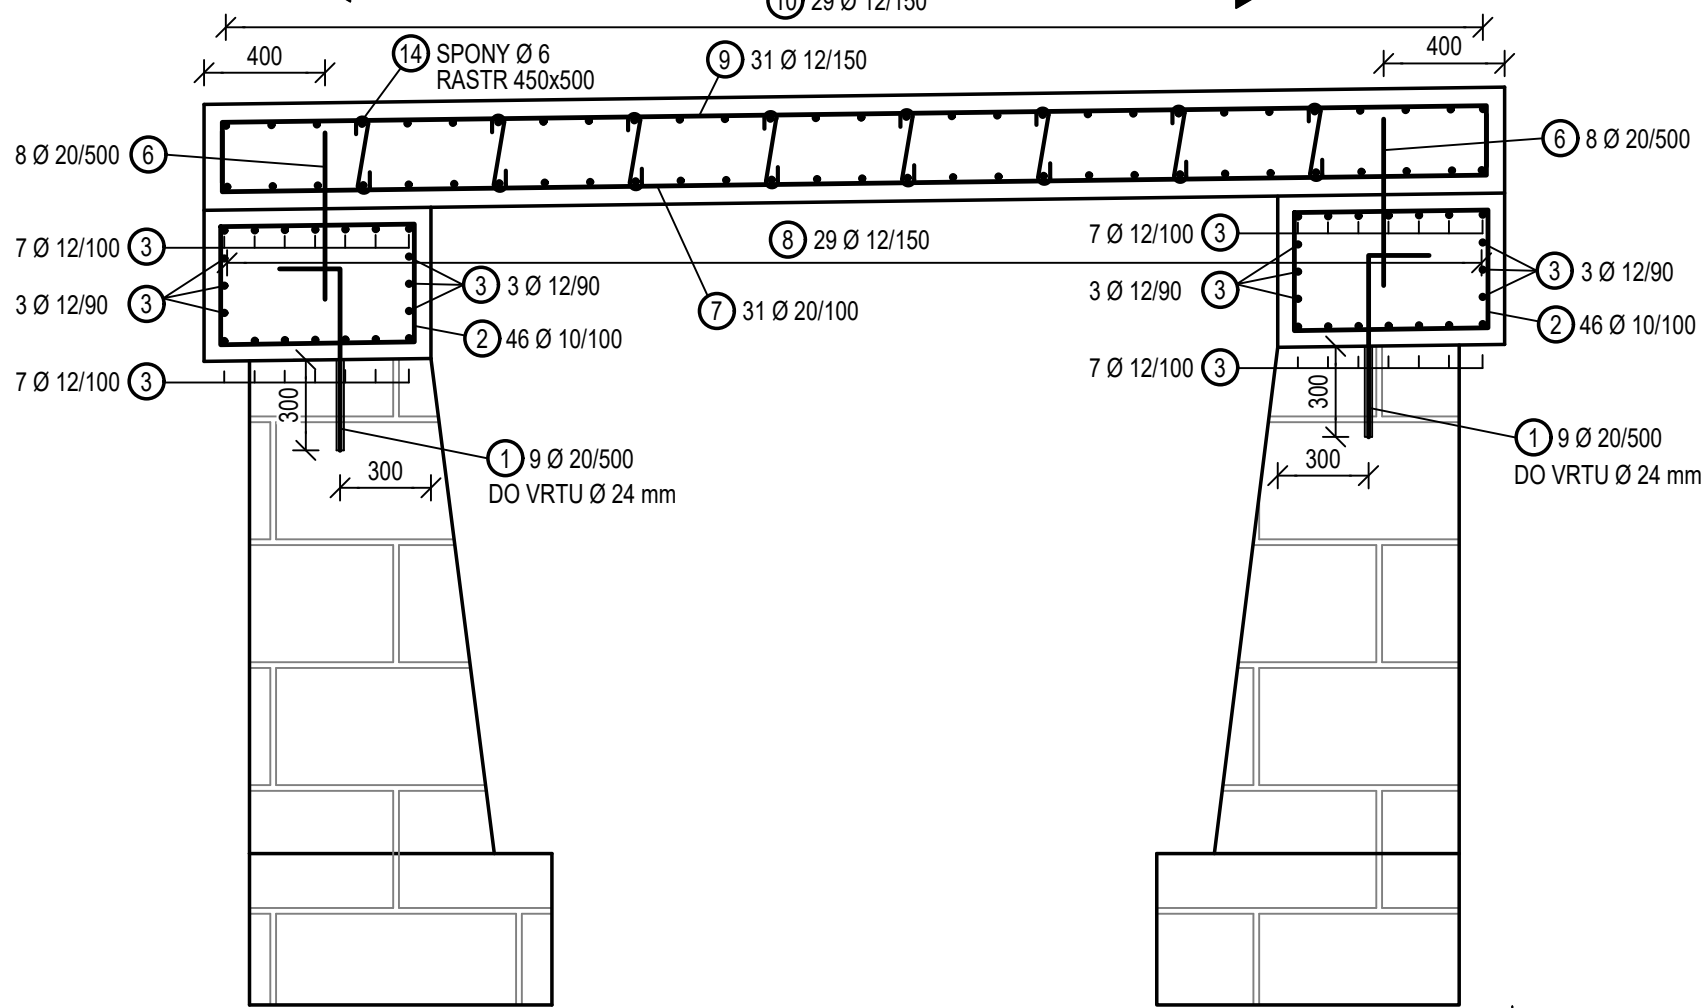 10 29 Ø 12/150
400
14 SPONY Ø 6
RASTR 450x500
9 31 Ø 12/150
400
8 Ø 20/500 6
6 8 Ø 20/500
7 Ø 12/100 3
8 29 Ø 12/150
7 Ø 12/100 3
3 Ø 12/90 3
3 3 Ø 12/90
7 31 Ø 20/100
3 Ø 12/90 3
3 3 Ø 12/90
2 46 Ø 10/100
2 46 Ø 10/100
7 Ø 12/100 3
7 Ø 12/100 3
300
300
1 9 Ø 20/500
DO VRTU Ø 24 mm
300
300
1 9 Ø 20/500
DO VRTU Ø 24 mm